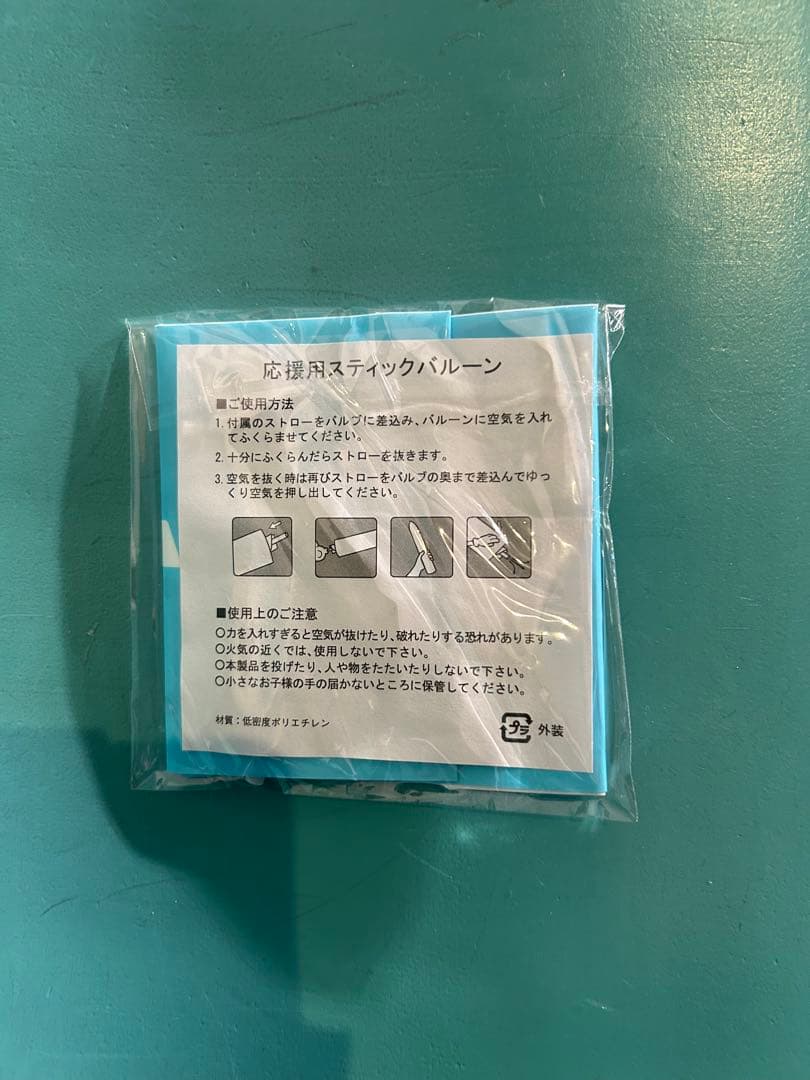 応援用スティックバルーン
■ご使用方法
1. 付属のストローをバルブに差込み、バルーンに空気を入れ
てふくらませてください。
2. 十分にふくらんだらストローを抜きます。
3. 空気を抜く時は再びストローをバルブの奥まで差込んでゆっ
くり空気を押し出してください。
■使用上のご注意
○力を入れすぎると空気が抜けたり、破れたりする恐れがあります。
○火気の近くでは、使用しないで下さい。
○本製品を投げたり、人や物をたたいたりしないで下さい。
○小さなお子様の手の届かないところに保管してください。
材質：低密度ポリエチレン
プラ 外装